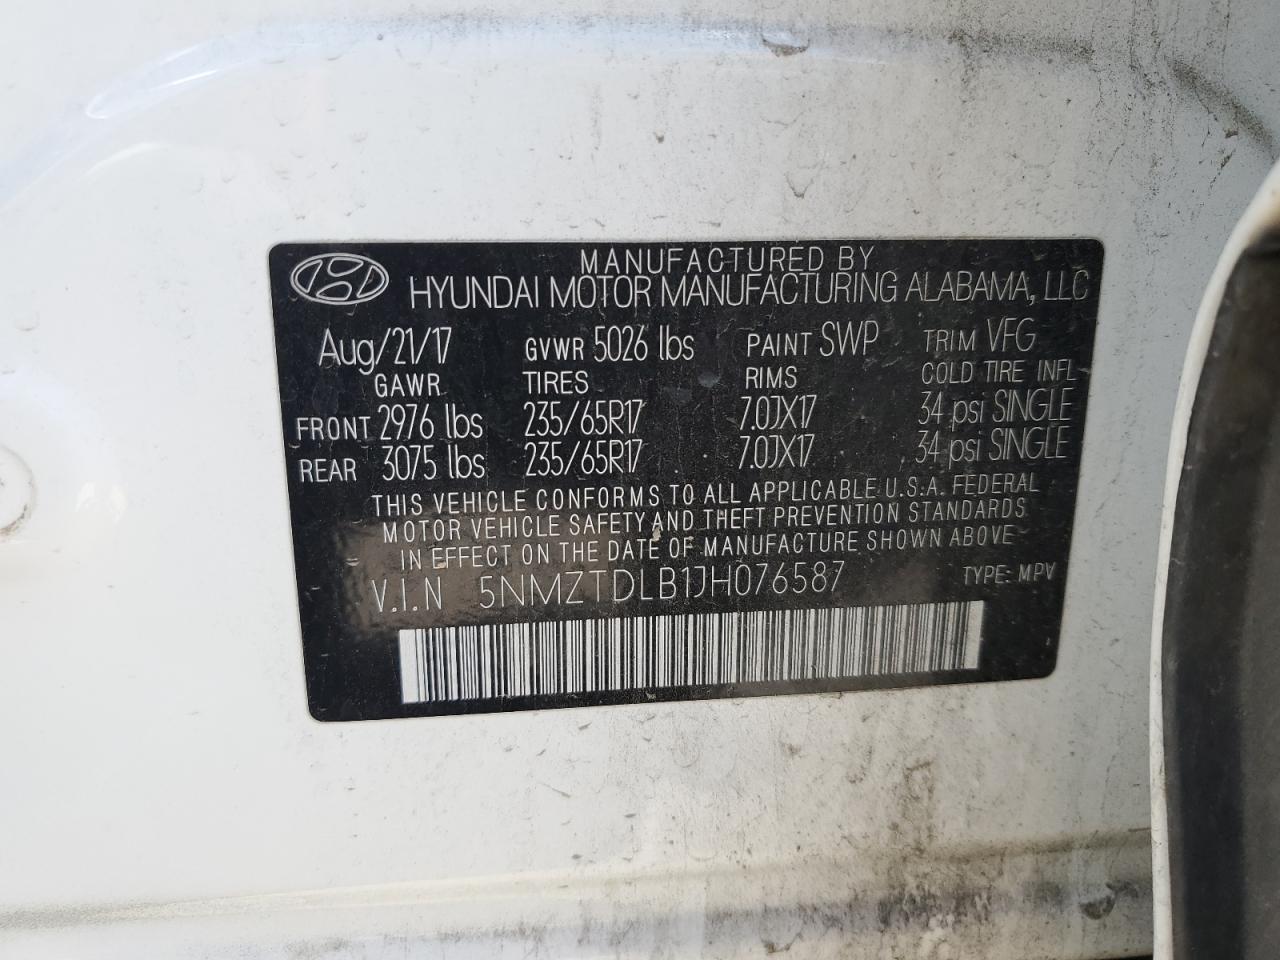 MANUFACTURED BY
HYUNDAI MOTOR MANUFACTURING ALABAMA, LLC
Aug/21/17 GVWR 5026 lbs PAINT SWP TRIM VFG
GAWR TIRES RIMS COLD TIRE INFL
FRONT 2976 lbs 235/65R17 7.0JX17 34 psi SINGLE
REAR 3075 lbs 235/65R17 7.0JX17 34 psi SINGLE
THIS VEHICLE CONFORMS TO ALL APPLICABLE U.S.A. FEDERAL
MOTOR VEHICLE SAFETY AND THEFT PREVENTION STANDARDS
IN EFFECT ON THE DATE OF MANUFACTURE SHOWN ABOVE
V.I.N 5NMZTDLB1JH076587 TYPE: MPV